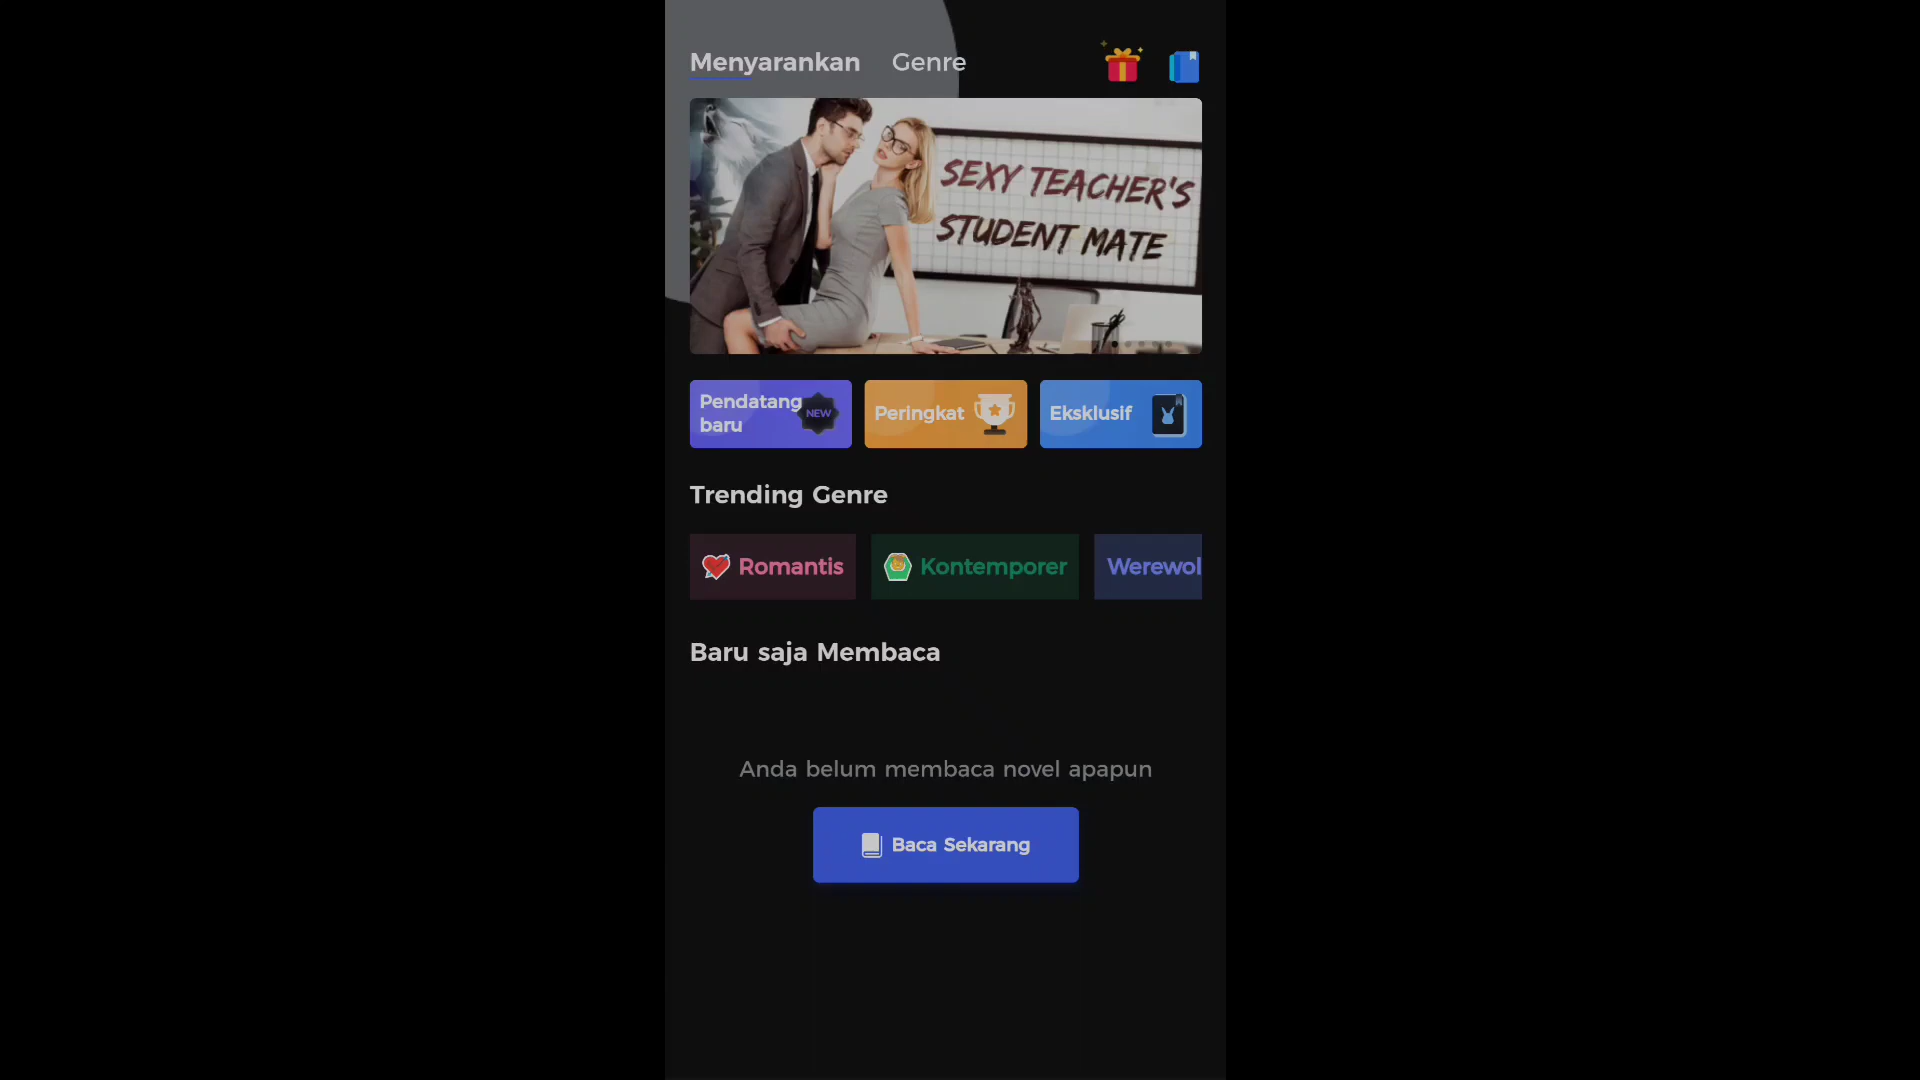 Menyarankan Genre
SEXY TEACHER'S
STUDENT MATE
Pendatang
baru
NEW
Peringkat
Eksklusif
Trending Genre
Romantis
Kontemporer
Werewol
Baru saja Membaca
Anda belum membaca novel apapun
Baca Sekarang